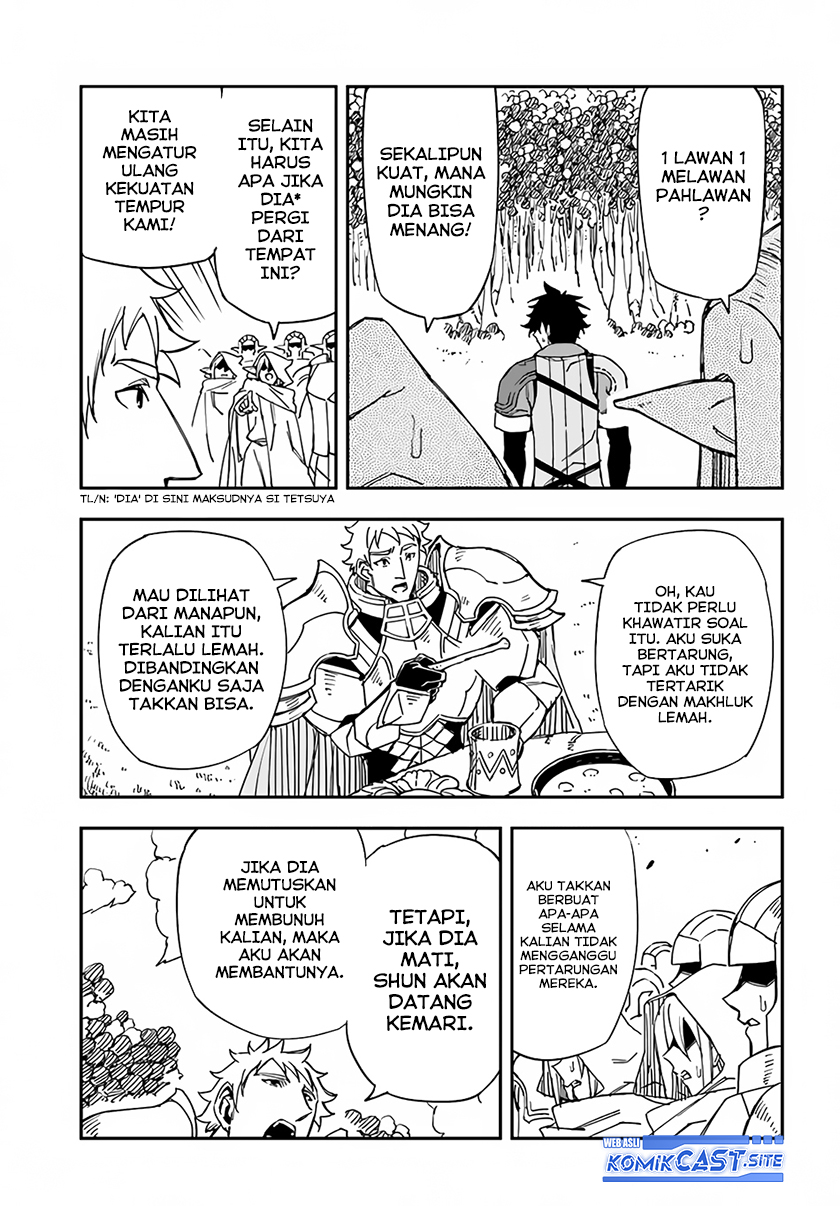 1 LAWAN 1
MELAWAN
PAHLAWAN
?
SEKALIPUN
KUAT, MANA
MUNGKIN
DIA BISA
MENANG!
SELAIN
ITU, KITA
HARUS
APA JIKA
DIA*
PERGI
DARI
TEMPAT
INI?
KITA
MASIH
MENGATUR
ULANG
KEKUATAN
TEMPUR
KAMI!
TL/N: 'DIA' DI SINI MAKSUDNYA SI TETSUYA
OH, KAU
TIDAK PERLU
KHAWATIR SOAL
ITU. AKU SUKA
BERTARUNG,
TAPI AKU TIDAK
TERTARIK
DENGAN MAKHLUK
LEMAH.
MAU DILIHAT
DARI MANAPUN,
KALIAN ITU
TERLALU LEMAH.
DIBANDINGKAN
DENGANKU SAJA
TAKKAN BISA.
AKU TAKKAN
BERBUAT
APA-APA
SELAMA
KALIAN TIDAK
MENGGANGGU
PERTARUNGAN
MEREKA.
TETAPI,
JIKA DIA
MATI,
SHUN AKAN
DATANG
KEMARI.
JIKA DIA
MEMUTUSKAN
UNTUK
MEMBUNUH
KALIAN, MAKA
AKU AKAN
MEMBANTUNYA.
WEB ASLI
KOMIKCAST.SITE